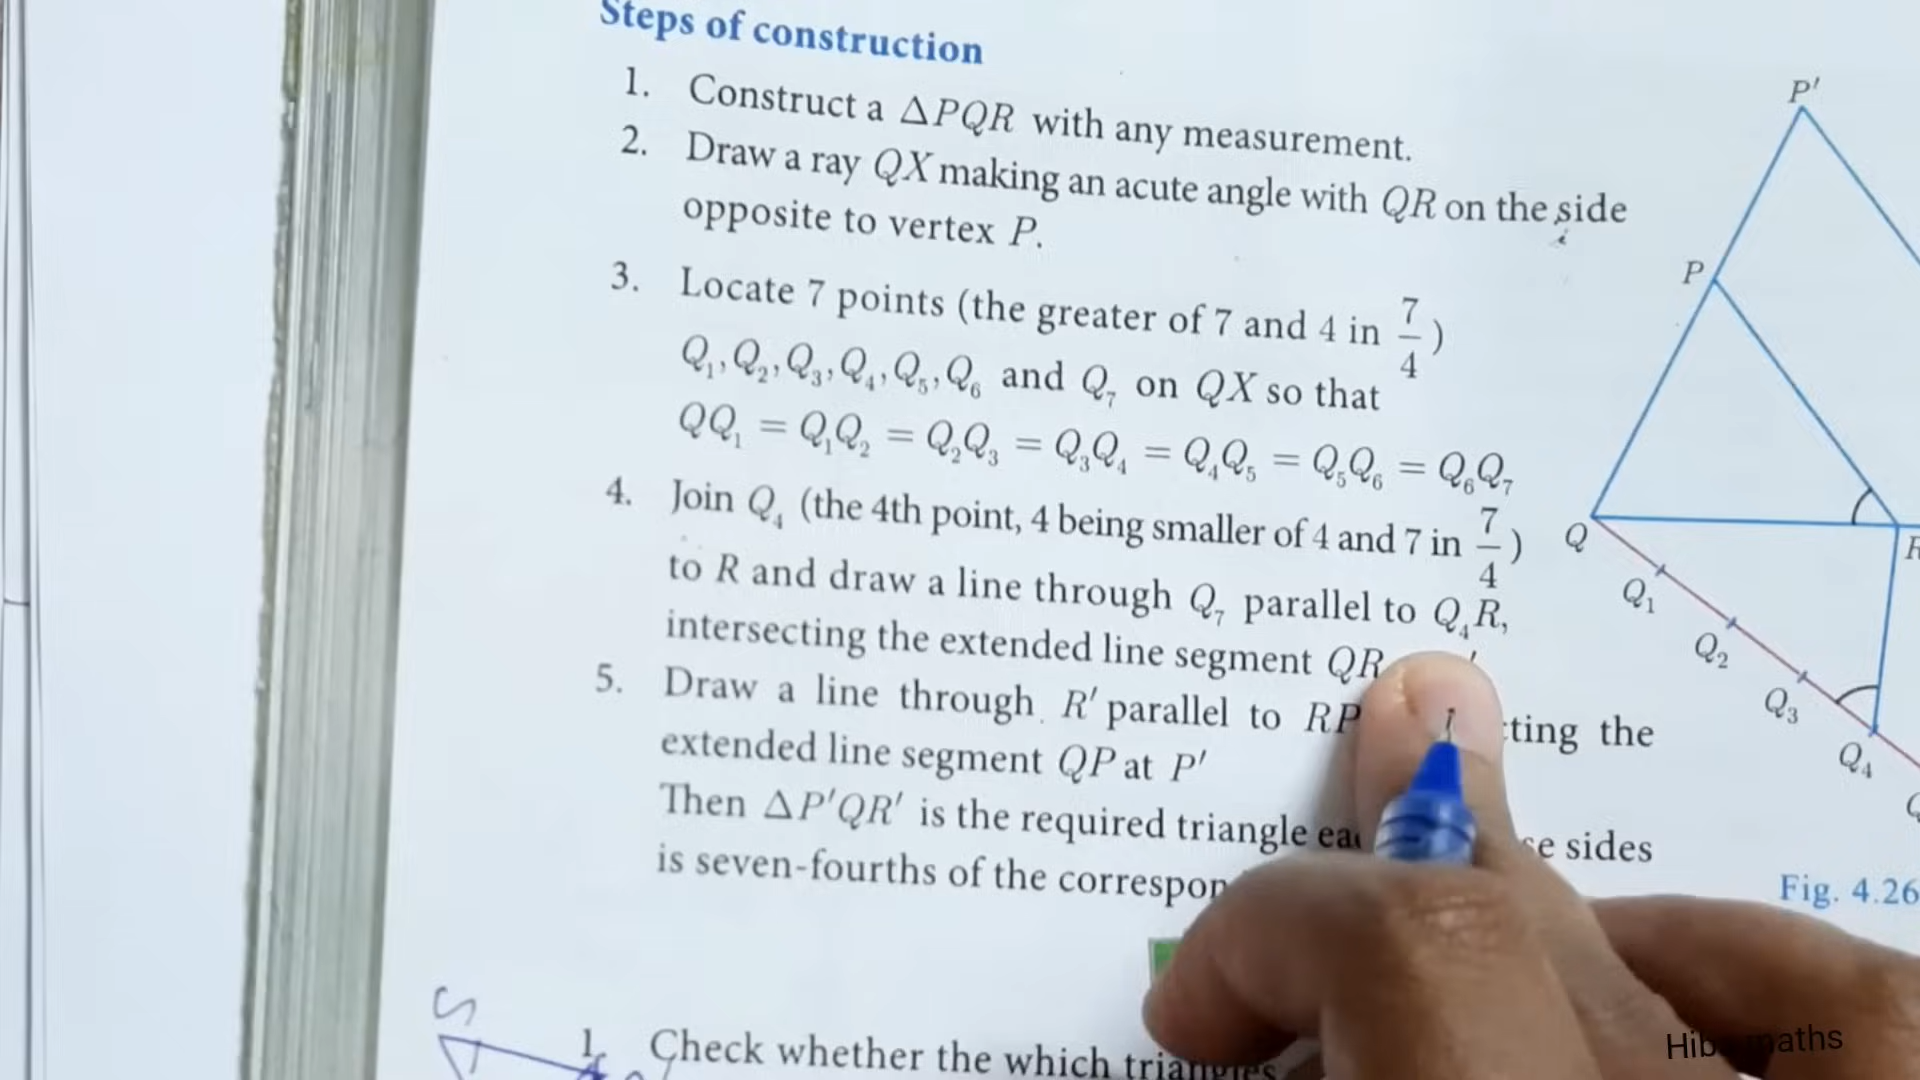 Steps of construction
1. Construct a ΔPQR with any measurement.
2. Draw a ray QX making an acute angle with QR on the side
opposite to vertex P.
3. Locate 7 points (the greater of 7 and 4 in 7/4)
Q₁, Q₂, Q₃, Q₄, Q₅, Q₆ and Q₇ on QX so that
QQ₁ = Q₁Q₂ = Q₂Q₃ = Q₃Q₄ = Q₄Q₅ = Q₅Q₆ = Q₆Q₇
4. Join Q₄ (the 4th point, 4 being smaller of 4 and 7 in 7/4)
to R and draw a line through Q₇ parallel to Q₄R,
intersecting the extended line segment QR
5. Draw a line through R′ parallel to RP the
extended line segment QP at P′
Then ΔP′QR′ is the required triangle sides
is seven-fourths of the
P′
P
Q
R
Q₁
Q₂
Q₃
Q₄
Fig. 4.26
S
1. Check whether the which triangles